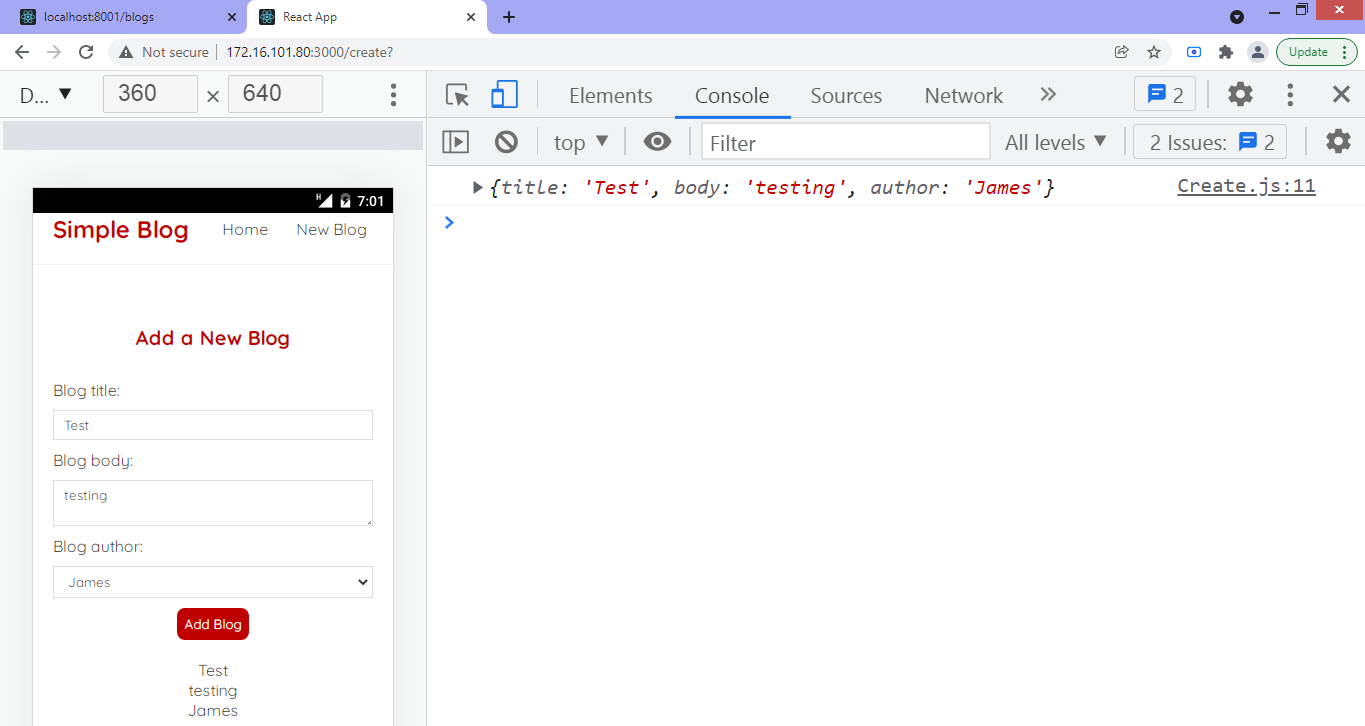 localhost:8001/blogs
React App
Not secure
172.16.101.80:3000/create?
Update
D...
360
640
Elements
Console
Sources
Network
2
top
Filter
All levels
2 Issues:
2
{title: 'Test', body: 'testing', author: 'James'}
Create.js:11
H
7:01
Simple Blog
Home
New Blog
Add a New Blog
Blog title:
Test
Blog body:
testing
Blog author:
James
Add Blog
Test
testing
James